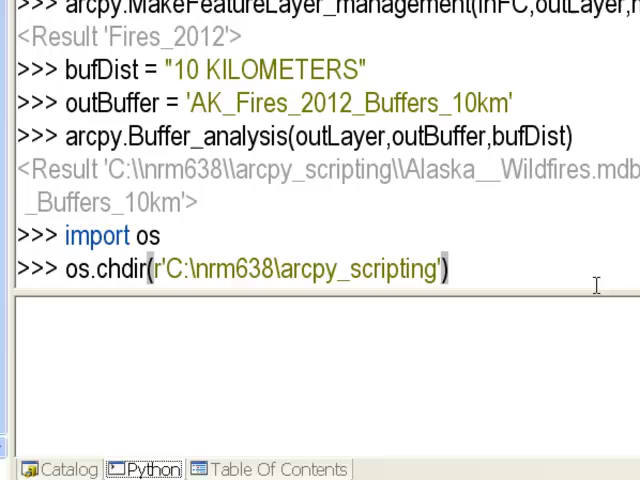 >>> arcpy.MakeFeatureLayer_management(inFC,outLayer,
<Result 'Fires_2012'>
>>> bufDist = "10 KILOMETERS"
>>> outBuffer = 'AK_Fires_2012_Buffers_10km'
>>> arcpy.Buffer_analysis(outLayer,outBuffer,bufDist)
<Result 'C:\\nrm638\\arcpy_scripting\\Alaska__Wildfires.mdb
_Buffers_10km'>
>>> import os
>>> os.chdir(r'C:\nrm638\arcpy_scripting')
Catalog Python Table Of Contents